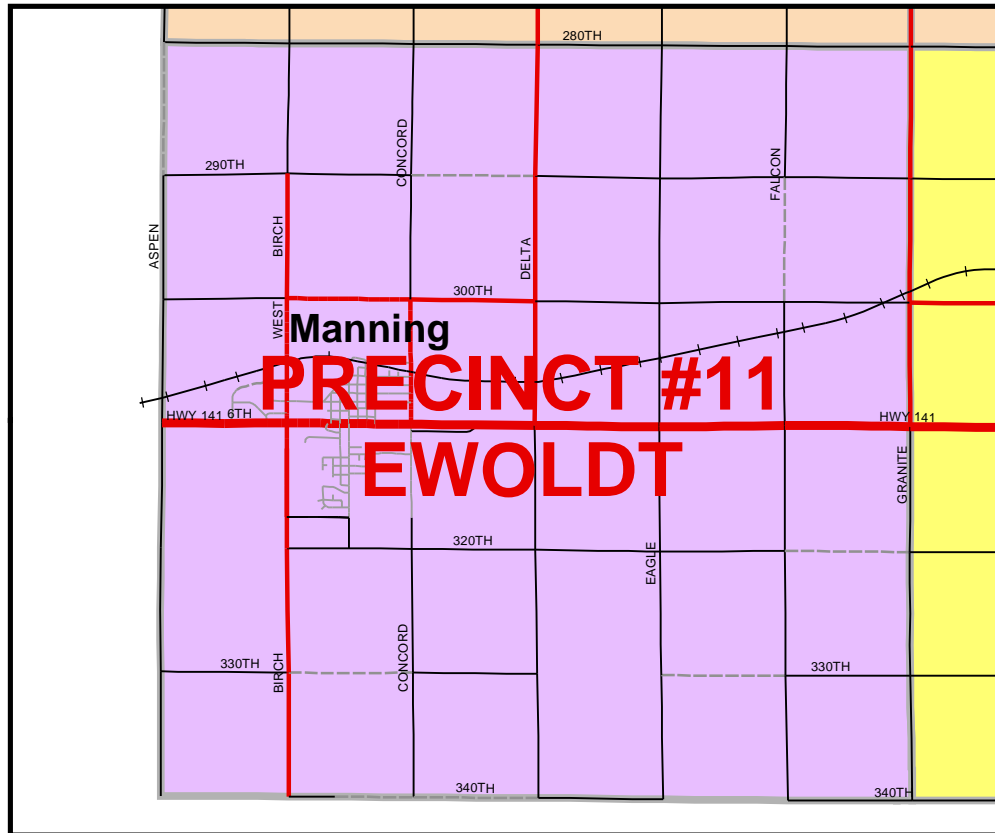 280TH
CONCORD
FALCON
290TH
ASPEN
BIRCH
DELTA
300TH
WEST
Manning
PRECINCT #11
HWY 141
6TH
HWY 141
EWOLDT
GRANITE
320TH
EAGLE
CONCORD
330TH
BIRCH
330TH
340TH
340TH